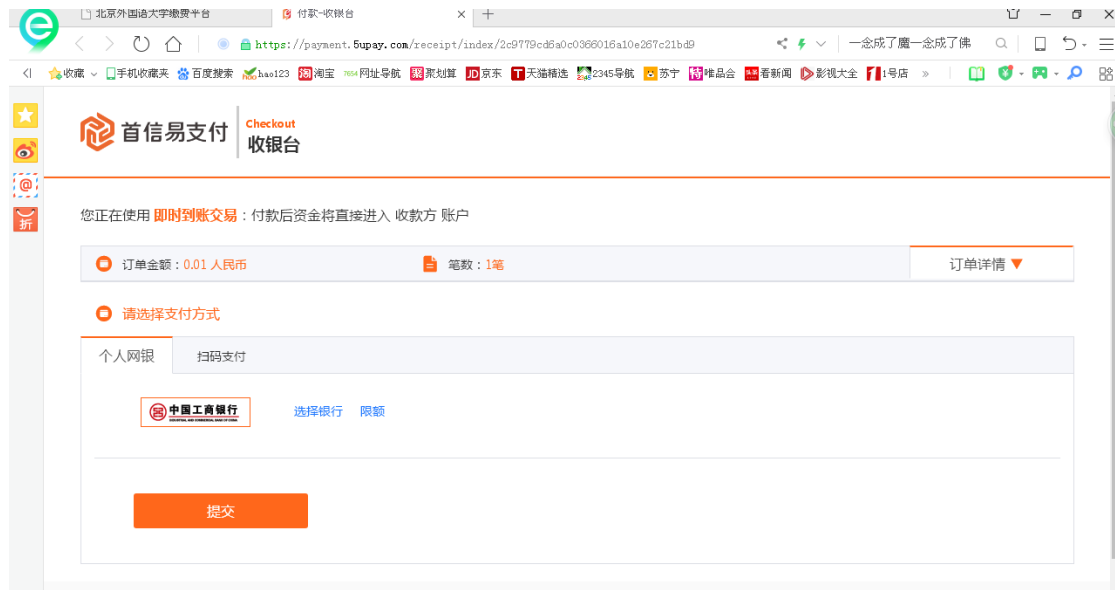 北京外国语大学缴费平台
付款-收银台
https://payment.5upay.com/receipt/index/2c9779cd6a0c0366016a10e267c21bd9
一念成了魔一念成了佛
收藏 手机收藏夹 百度搜索 hao123 淘宝 网址导航 聚划算 京东 天猫精选 2345导航 苏宁 唯品会 看新闻 影视大全 1号店 »
首信易支付
Checkout
收银台
折
您正在使用 即时到账交易：付款后资金将直接进入 收款方 账户
订单金额：0.01 人民币
笔数：1笔
订单详情
请选择支付方式
个人网银
扫码支付
中国工商银行
选择银行 限额
提交